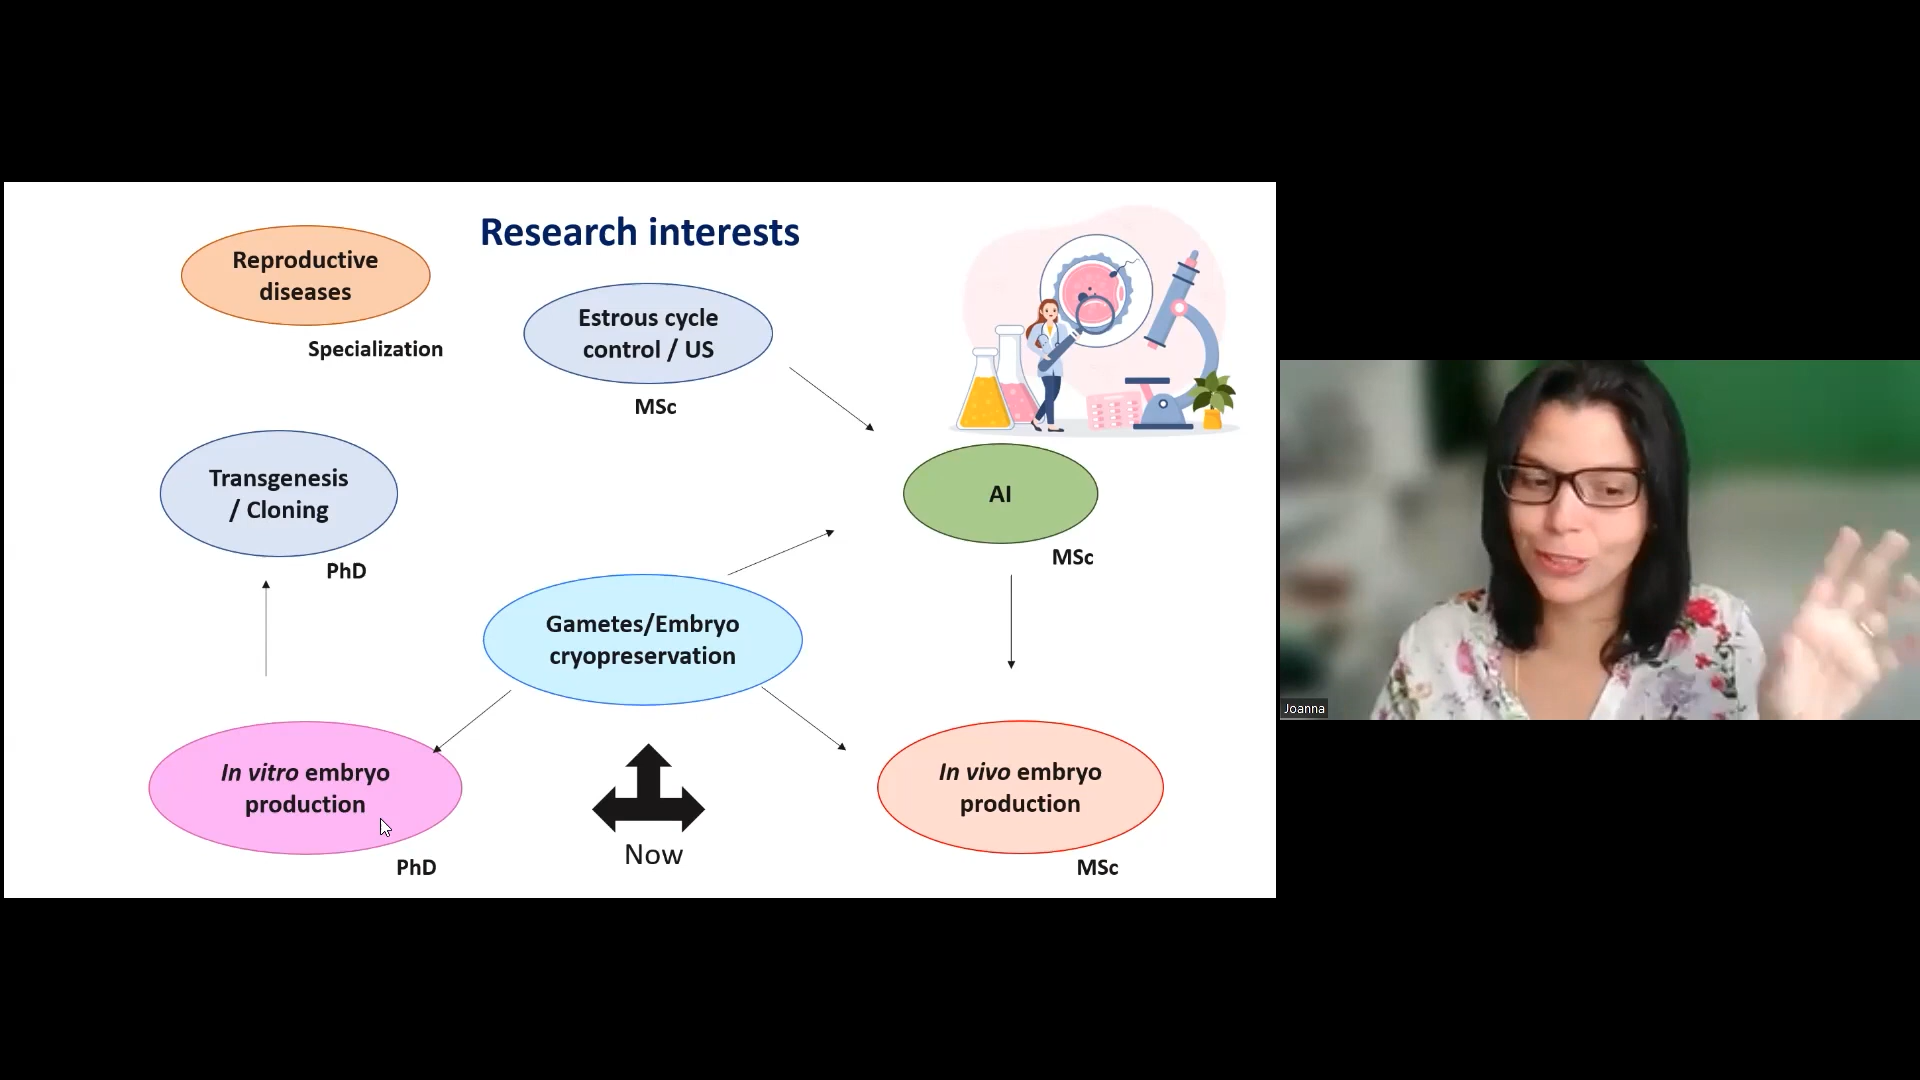 Research interests
Reproductive
diseases
Specialization
Estrous cycle
control / US
MSc
Transgenesis
/ Cloning
PhD
AI
MSc
Gametes/Embryo
cryopreservation
In vitro embryo
production
PhD
Now
In vivo embryo
production
MSc
Joanna